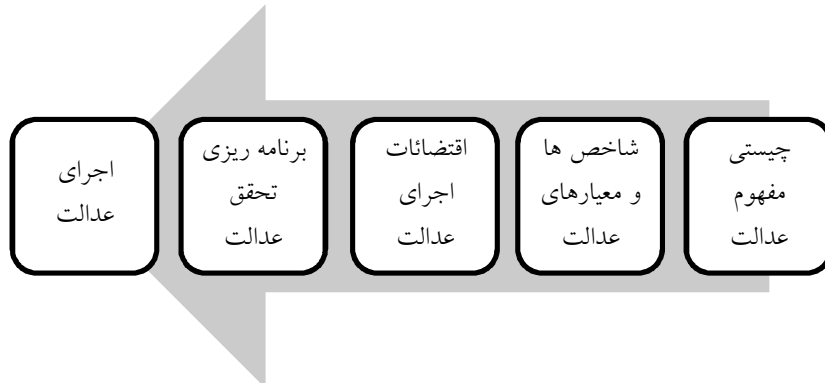 چیستی
مفهوم
عدالت
شاخص ها
و معیارهای
عدالت
اقتضائات
اجرای
عدالت
برنامه ریزی
تحقق
عدالت
اجرای
عدالت